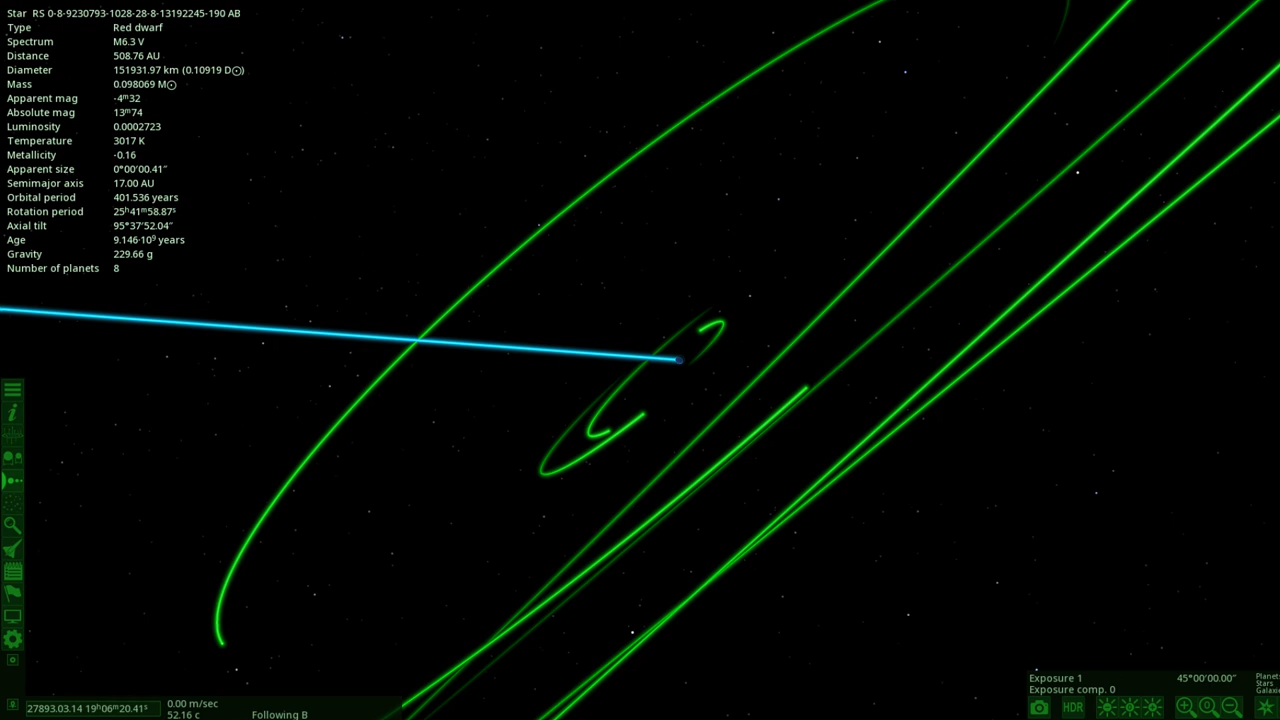 Star RS 0-8-9230793-1028-28-8-13192245-190 AB
Type Red dwarf
Spectrum M6.3 V
Distance 508.76 AU
Diameter 151931.97 km (0.10919 D☉)
Mass 0.098069 M☉
Apparent mag -4ᵐ32
Absolute mag 13ᵐ74
Luminosity 0.0002723
Temperature 3017 K
Metallicity -0.16
Apparent size 0°00′00.41″
Semimajor axis 17.00 AU
Orbital period 401.536 years
Rotation period 25ʰ41ᵐ58.87ˢ
Axial tilt 95°37′52.04″
Age 9.146·10⁹ years
Gravity 229.66 g
Number of planets 8
Exposure 1 45°00′00.00″
Exposure comp. 0
Planets
Stars
Galaxie
HDR
27893.03.14 19ʰ06ᵐ20.41ˢ
0.00 m/sec
52.16 c
Following B